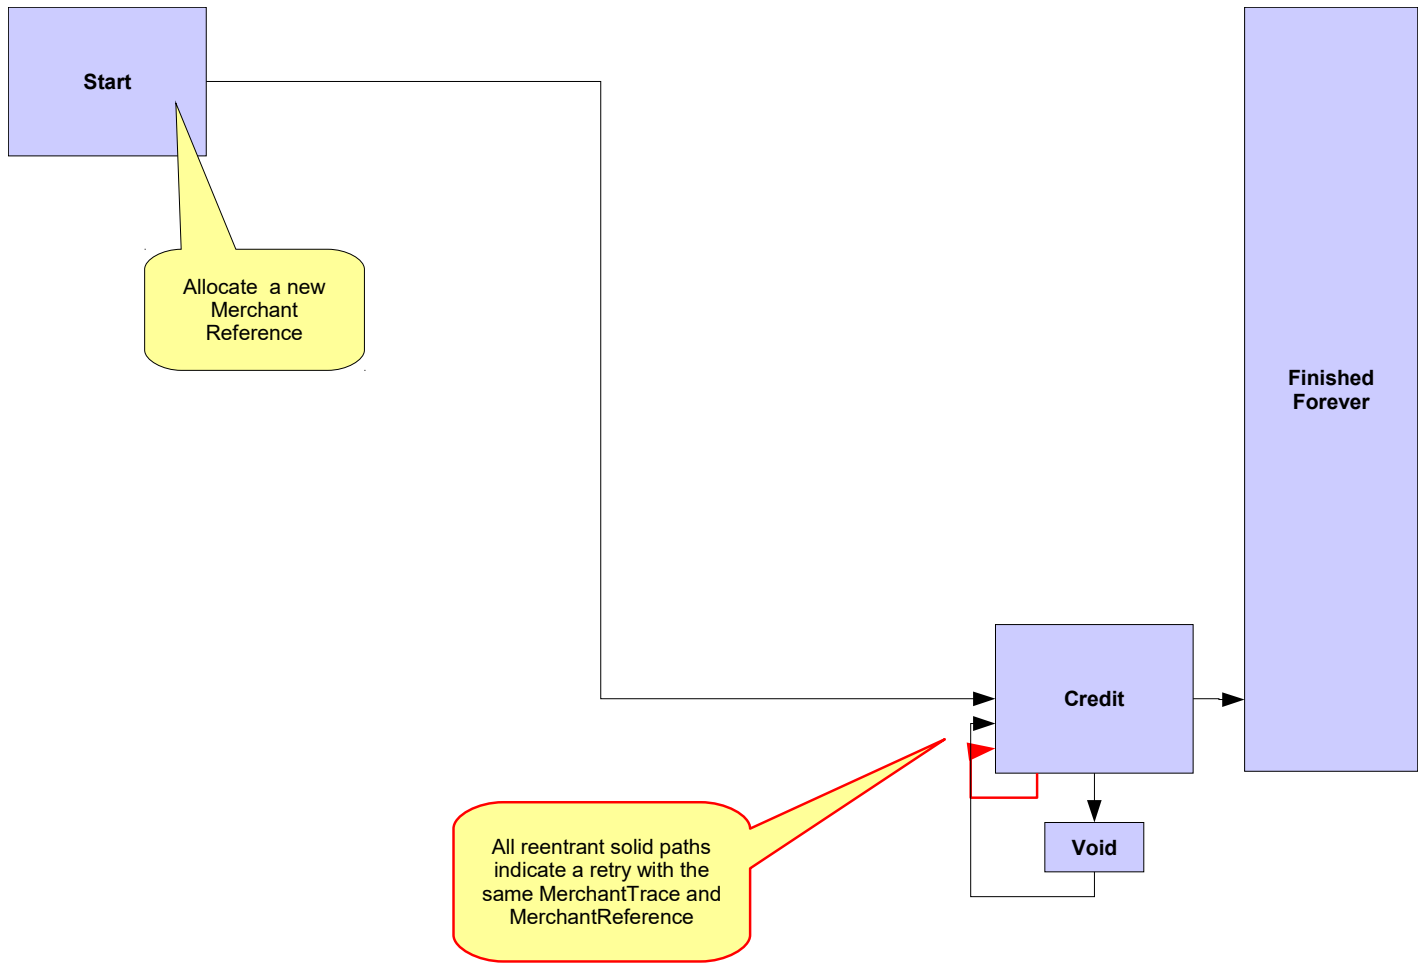 Start
Allocate  a new
Merchant
Reference
Finished
Forever
Credit
Void
All reentrant solid paths
indicate a retry with the
same MerchantTrace and
MerchantReference